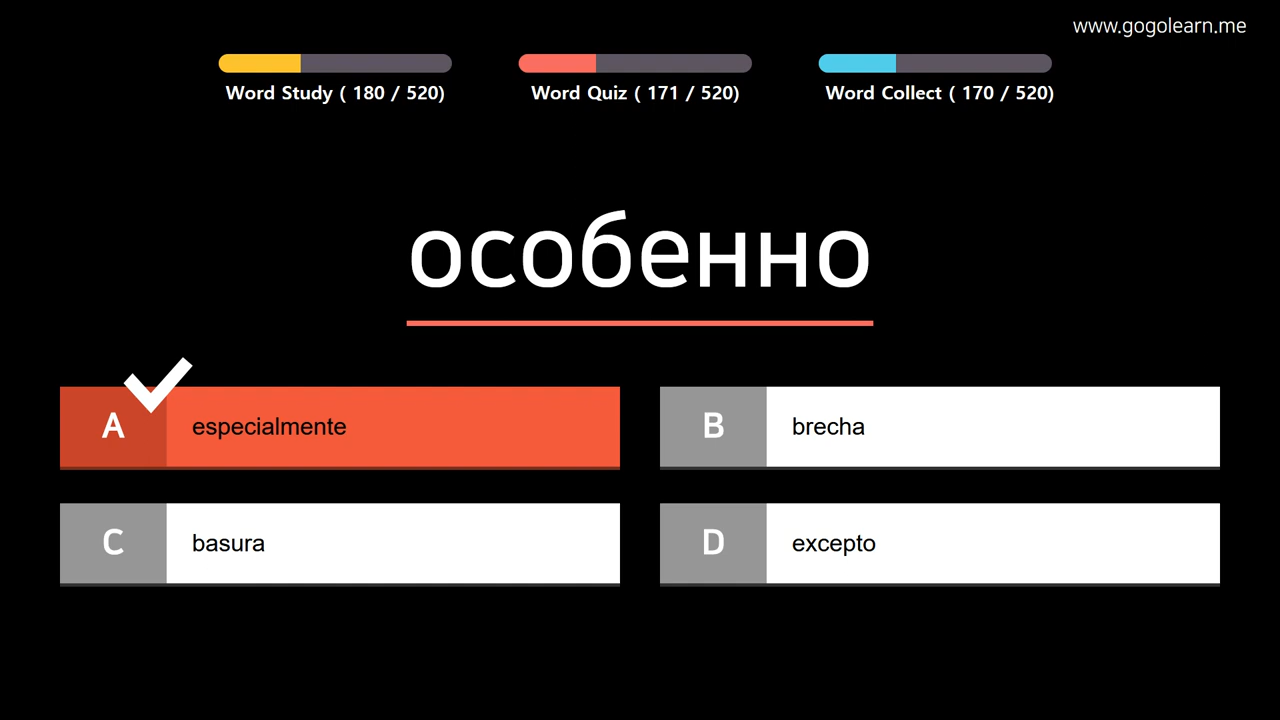 www.gogolearn.me
Word Study ( 180 / 520)
Word Quiz ( 171 / 520)
Word Collect ( 170 / 520)
особенно
A especialmente
B brecha
C basura
D excepto